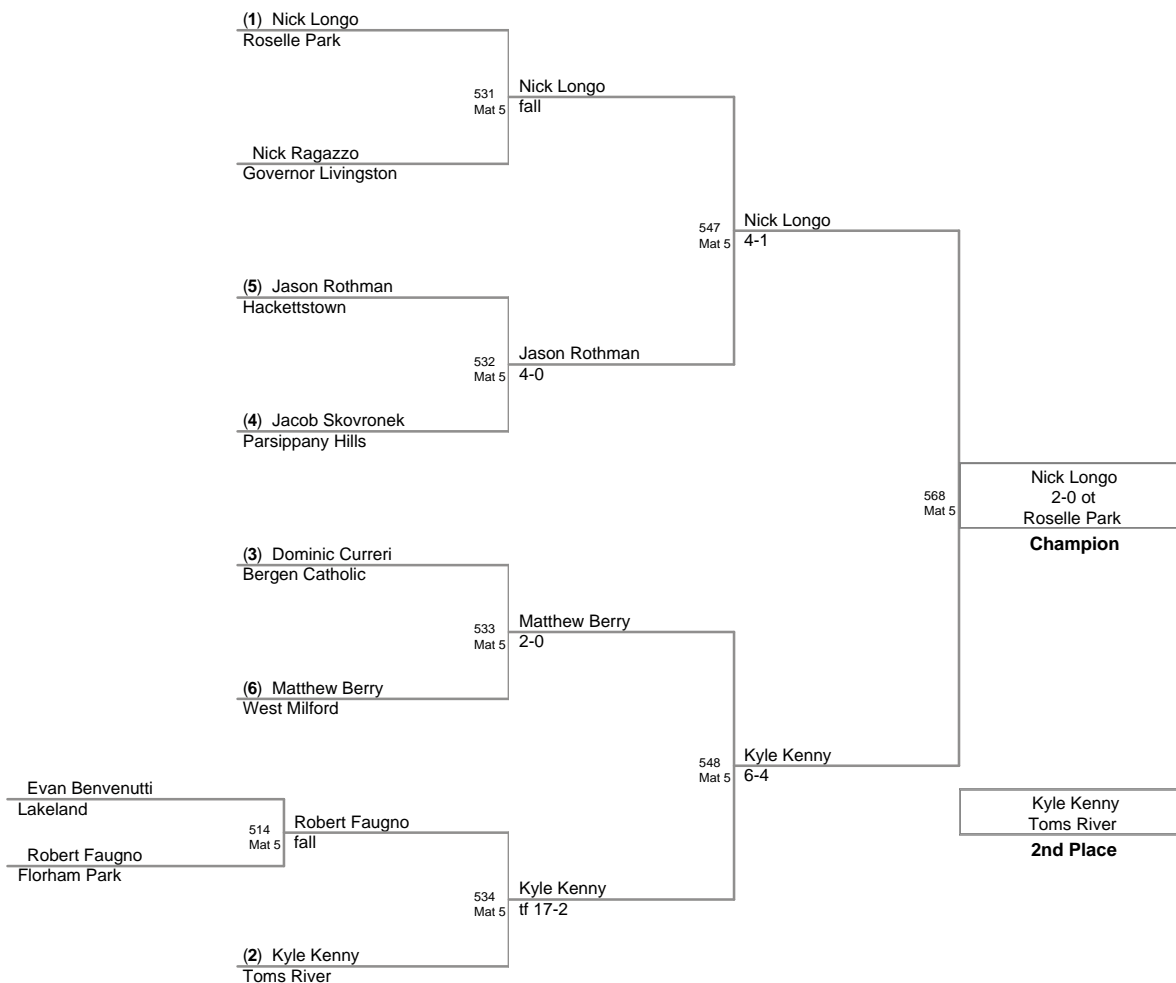 (1) Nick Longo
Roselle Park
531
Mat 5
Nick Longo
fall
Nick Ragazzo
Governor Livingston
547
Mat 5
Nick Longo
4-1
(5) Jason Rothman
Hackettstown
532
Mat 5
Jason Rothman
4-0
(4) Jacob Skovronek
Parsippany Hills
568
Mat 5
Nick Longo
2-0 ot
Roselle Park
Champion
(3) Dominic Curreri
Bergen Catholic
533
Mat 5
Matthew Berry
2-0
(6) Matthew Berry
West Milford
548
Mat 5
Kyle Kenny
6-4
Evan Benvenutti
Lakeland
514
Mat 5
Robert Faugno
fall
Robert Faugno
Florham Park
534
Mat 5
Kyle Kenny
tf 17-2
(2) Kyle Kenny
Toms River
Kyle Kenny
Toms River
2nd Place